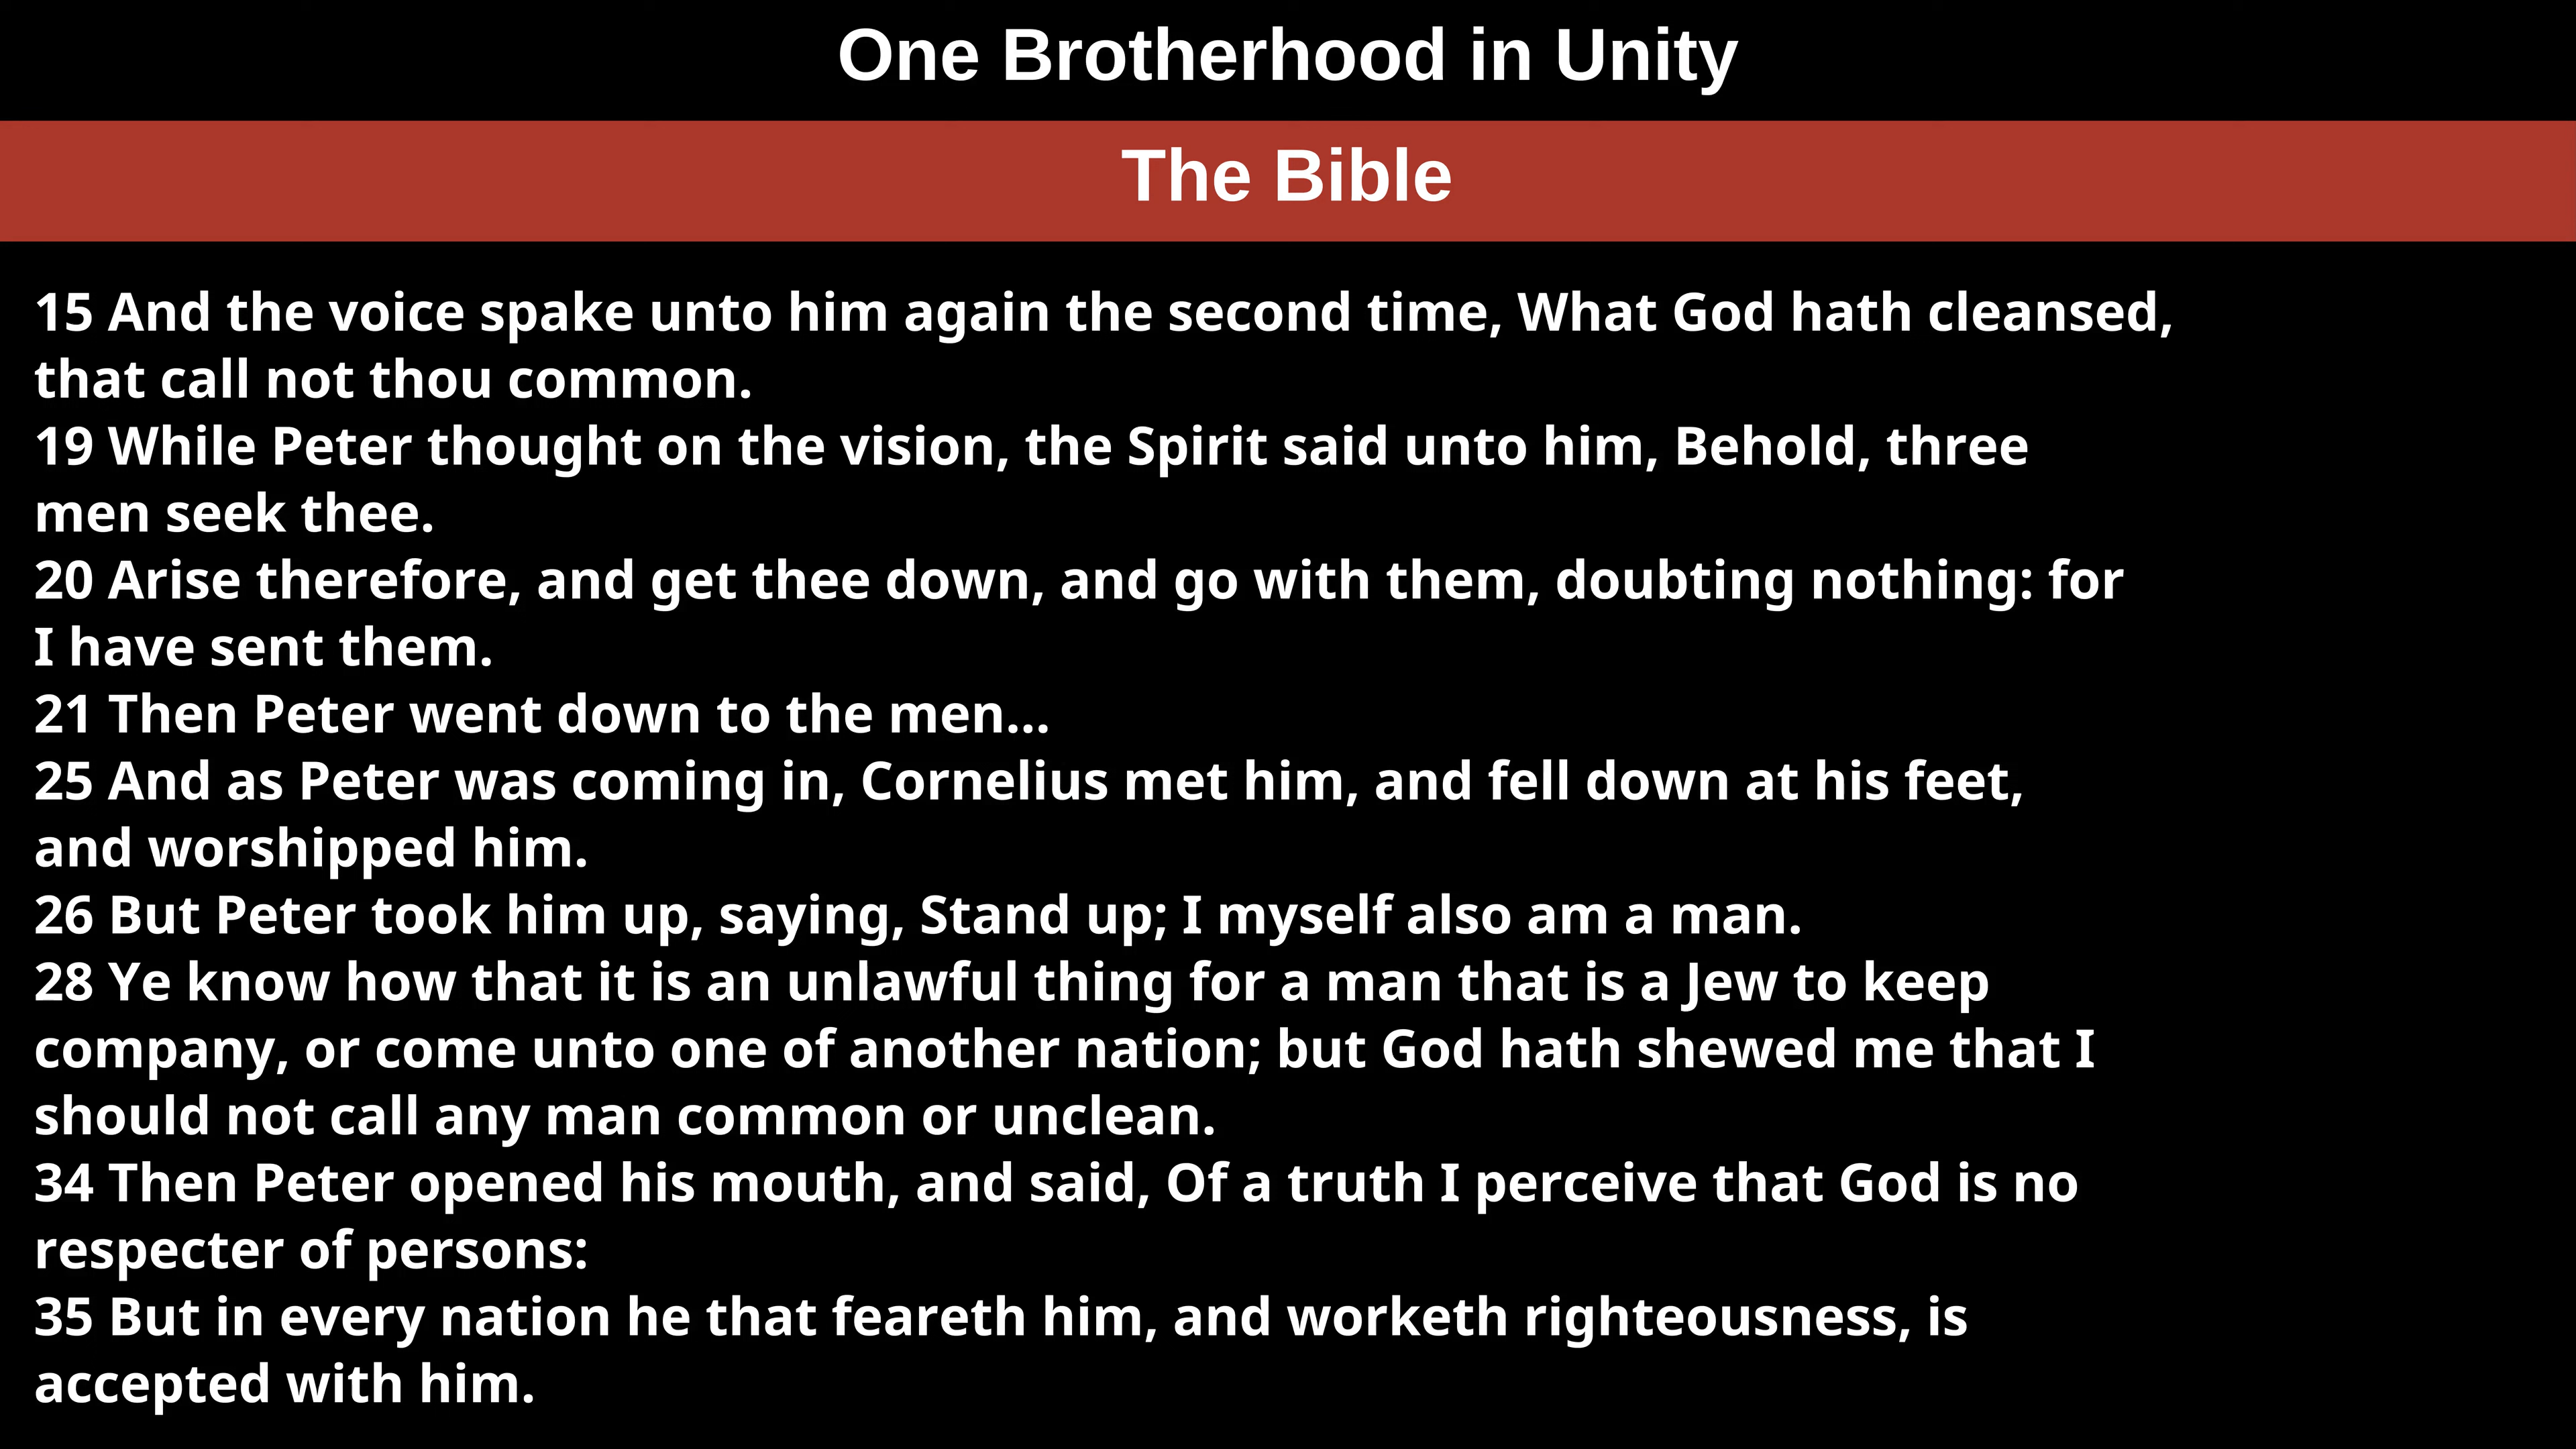 One Brotherhood in Unity
The Bible
15 And the voice spake unto him again the second time, What God hath cleansed,
that call not thou common.
19 While Peter thought on the vision, the Spirit said unto him, Behold, three
men seek thee.
20 Arise therefore, and get thee down, and go with them, doubting nothing: for
I have sent them.
21 Then Peter went down to the men...
25 And as Peter was coming in, Cornelius met him, and fell down at his feet,
and worshipped him.
26 But Peter took him up, saying, Stand up; I myself also am a man.
28 Ye know how that it is an unlawful thing for a man that is a Jew to keep
company, or come unto one of another nation; but God hath shewed me that I
should not call any man common or unclean.
34 Then Peter opened his mouth, and said, Of a truth I perceive that God is no
respecter of persons:
35 But in every nation he that feareth him, and worketh righteousness, is
accepted with him.